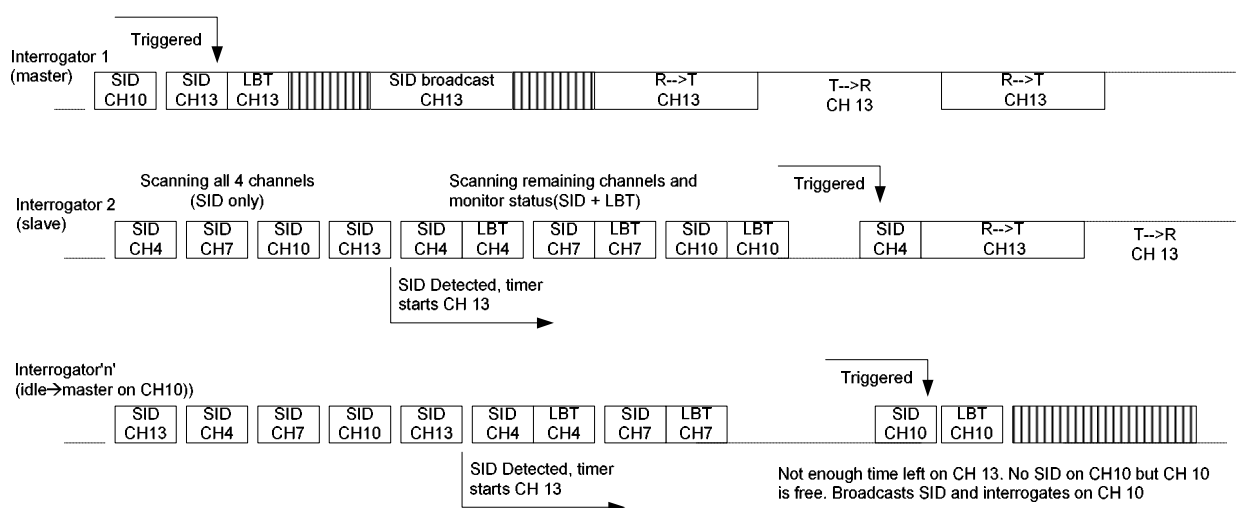 Triggered
Interrogator 1
(master)
SID CH10
SID CH13
LBT CH13
SID broadcast CH13
R-->T CH13
T-->R CH 13
R-->T CH13
Scanning all 4 channels
(SID only)
Scanning remaining channels and
monitor status(SID + LBT)
Triggered
Interrogator 2
(slave)
SID CH4
SID CH7
SID CH10
SID CH13
SID CH4
LBT CH4
SID CH7
LBT CH7
SID CH10
LBT CH10
SID CH4
R-->T CH13
T-->R CH 13
SID Detected, timer
starts CH 13
Interrogator'n'
(idle→master on CH10))
Triggered
SID CH13
SID CH4
SID CH7
SID CH10
SID CH13
SID CH4
LBT CH4
SID CH7
LBT CH7
SID CH10
LBT CH10
SID Detected, timer
starts CH 13
Not enough time left on CH 13. No SID on CH10 but CH 10
is free. Broadcasts SID and interrogates on CH 10